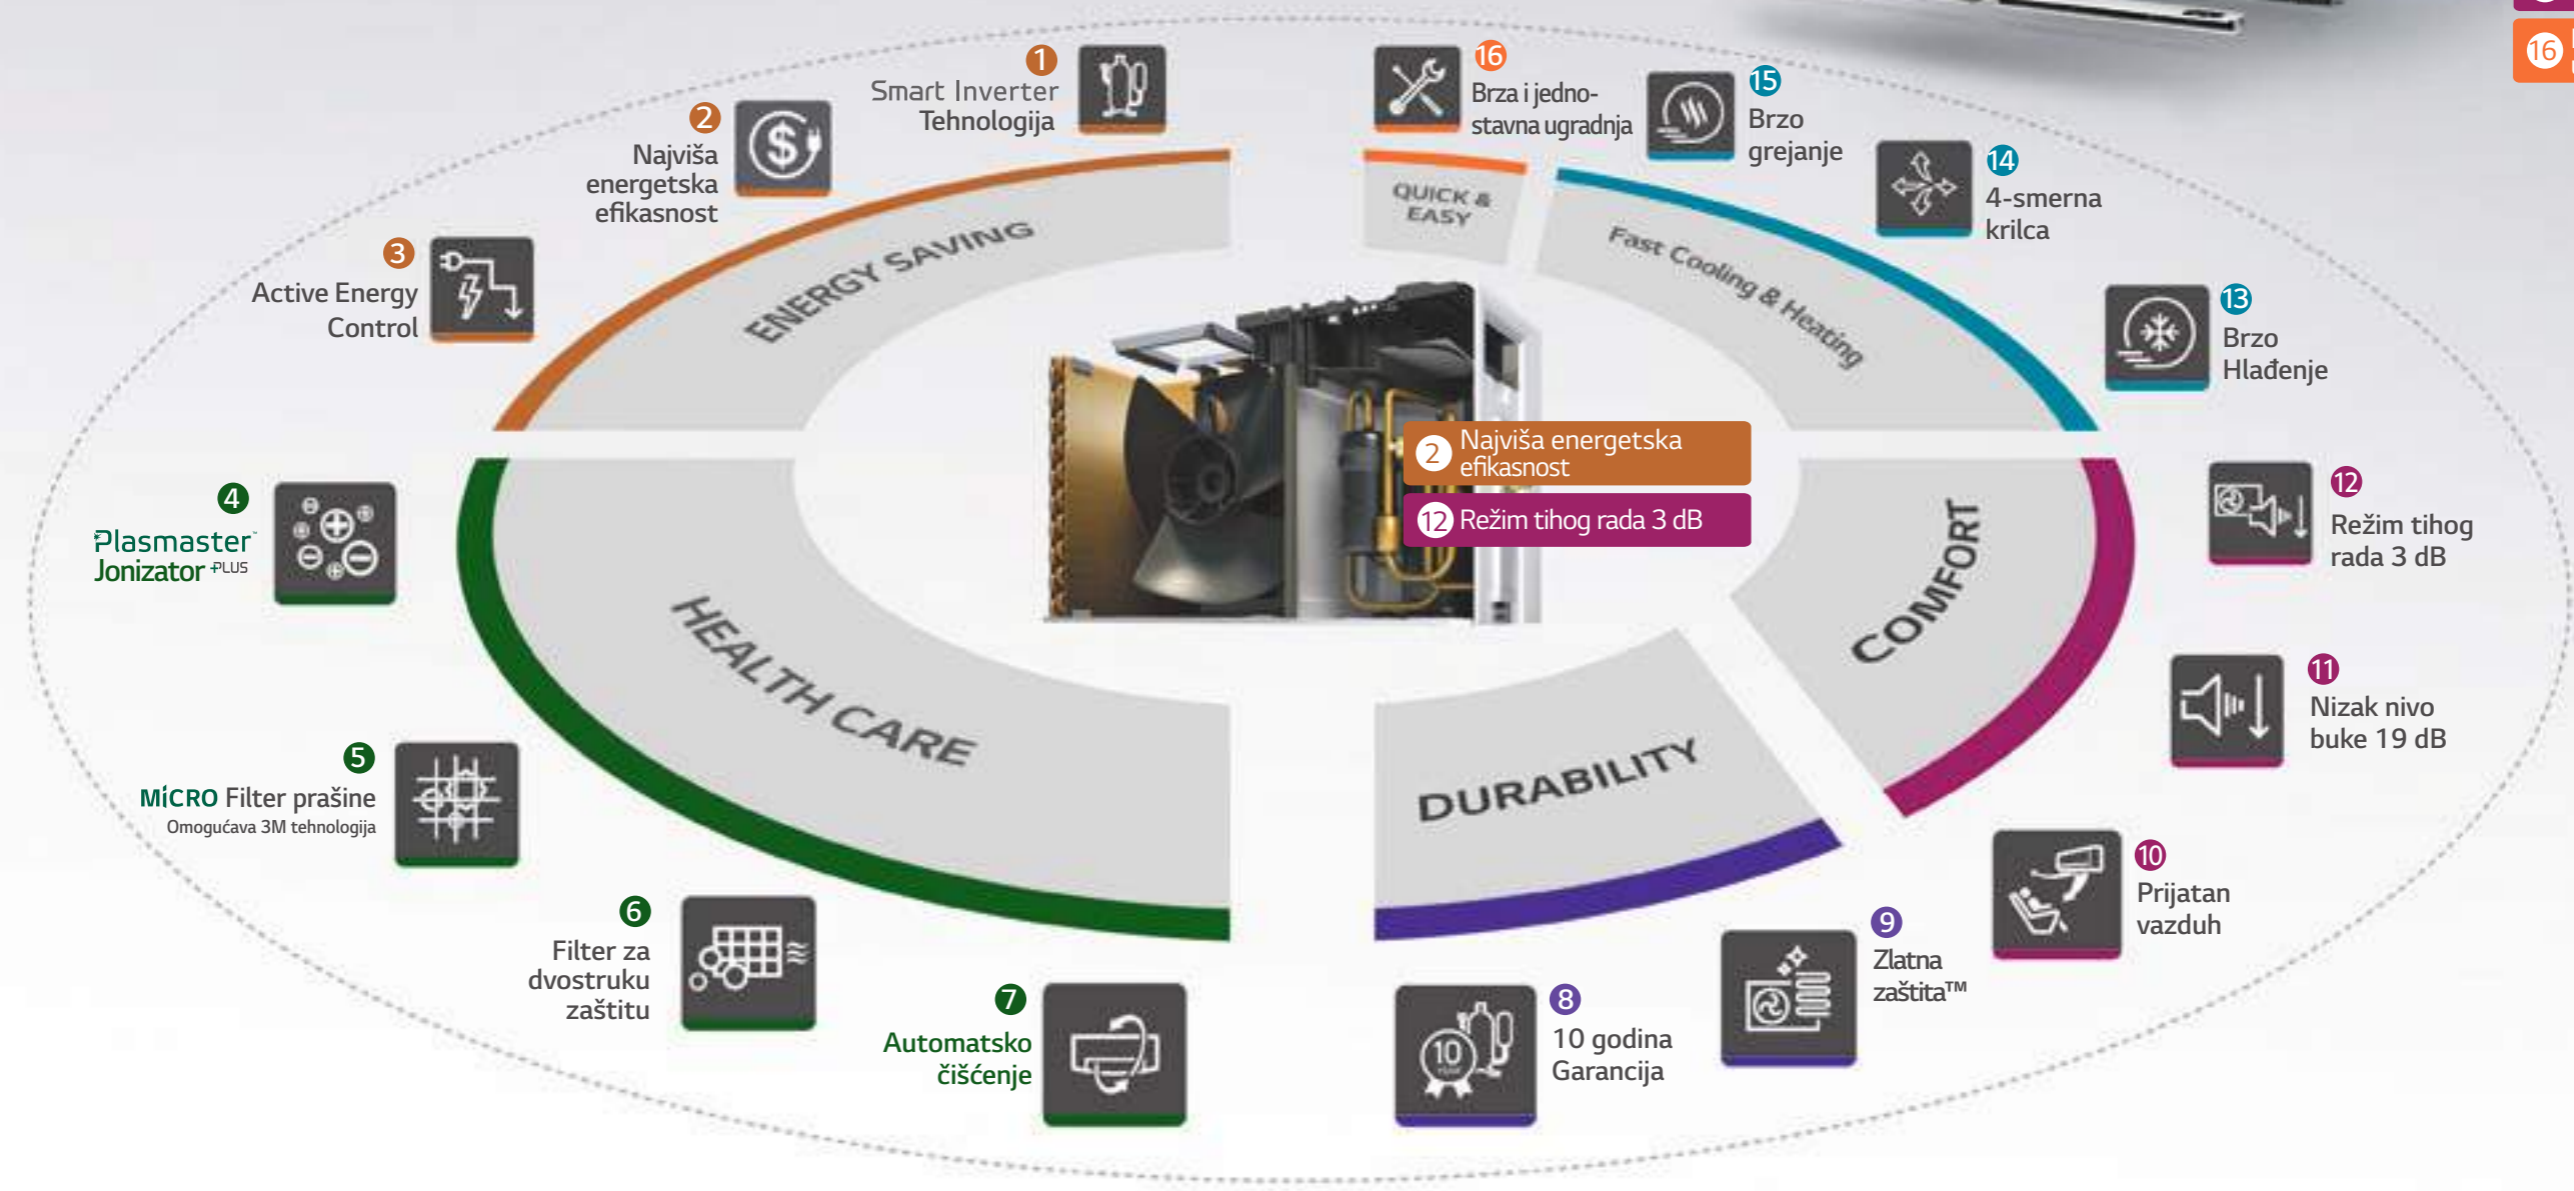 1
Smart Inverter
Tehnologija
2
Najviša
energetska
efikasnost
3
Active Energy
Control
4
Plasmaster™
Jonizator +PLUS
5
MiCRO Filter prašine
Omogućava 3M tehnologija
6
Filter za
dvostruku
zaštitu
7
Automatsko
čišćenje
8
10 godina
Garancija
10
9
Zlatna
zaštita™
10
Prijatan
vazduh
11
Nizak nivo
buke 19 dB
12
Režim tihog
rada 3 dB
13
Brzo
Hlađenje
14
4-smerna
krilca
15
Brzo
grejanje
16
Brza i jedno-
stavna ugradnja
16
ENERGY SAVING
QUICK &
EASY
Fast Cooling & Heating
COMFORT
DURABILITY
HEALTH CARE
2 Najviša energetska
efikasnost
12 Režim tihog rada 3 dB